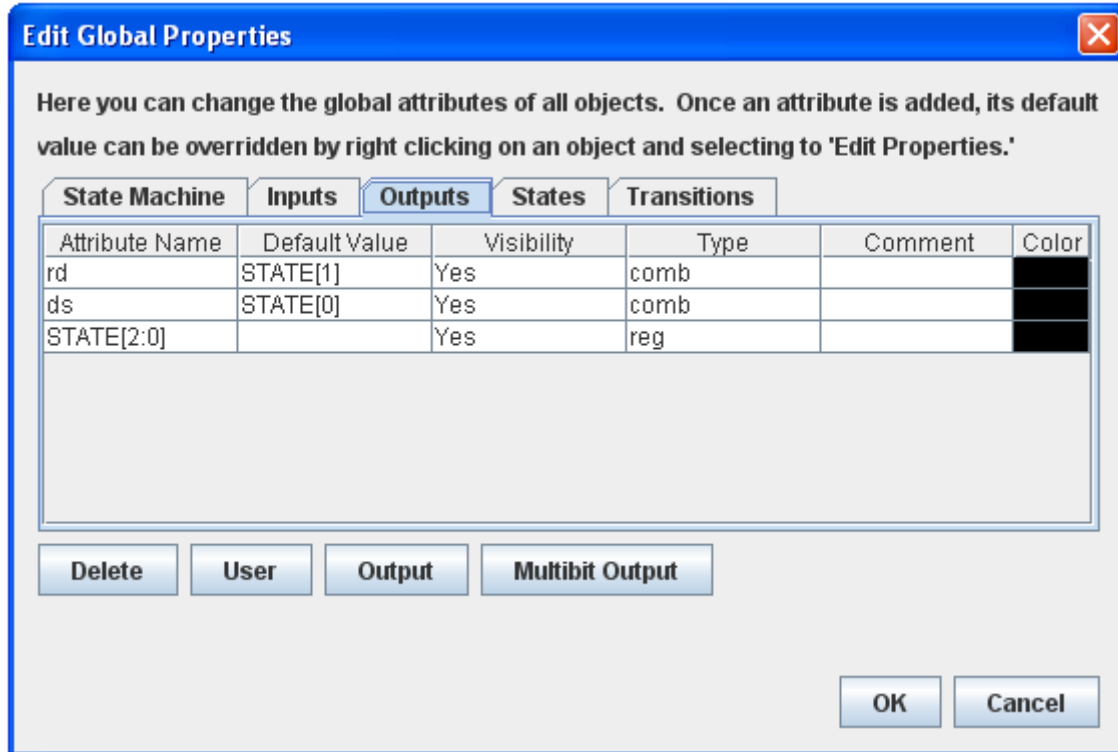 Edit Global Properties
Here you can change the global attributes of all objects. Once an attribute is added, its default
value can be overridden by right clicking on an object and selecting to 'Edit Properties.'
State Machine Inputs Outputs States Transitions
Attribute Name Default Value Visibility Type Comment Color
rd STATE[1] Yes comb
ds STATE[0] Yes comb
STATE[2:0] Yes reg
Delete User Output Multibit Output
OK Cancel